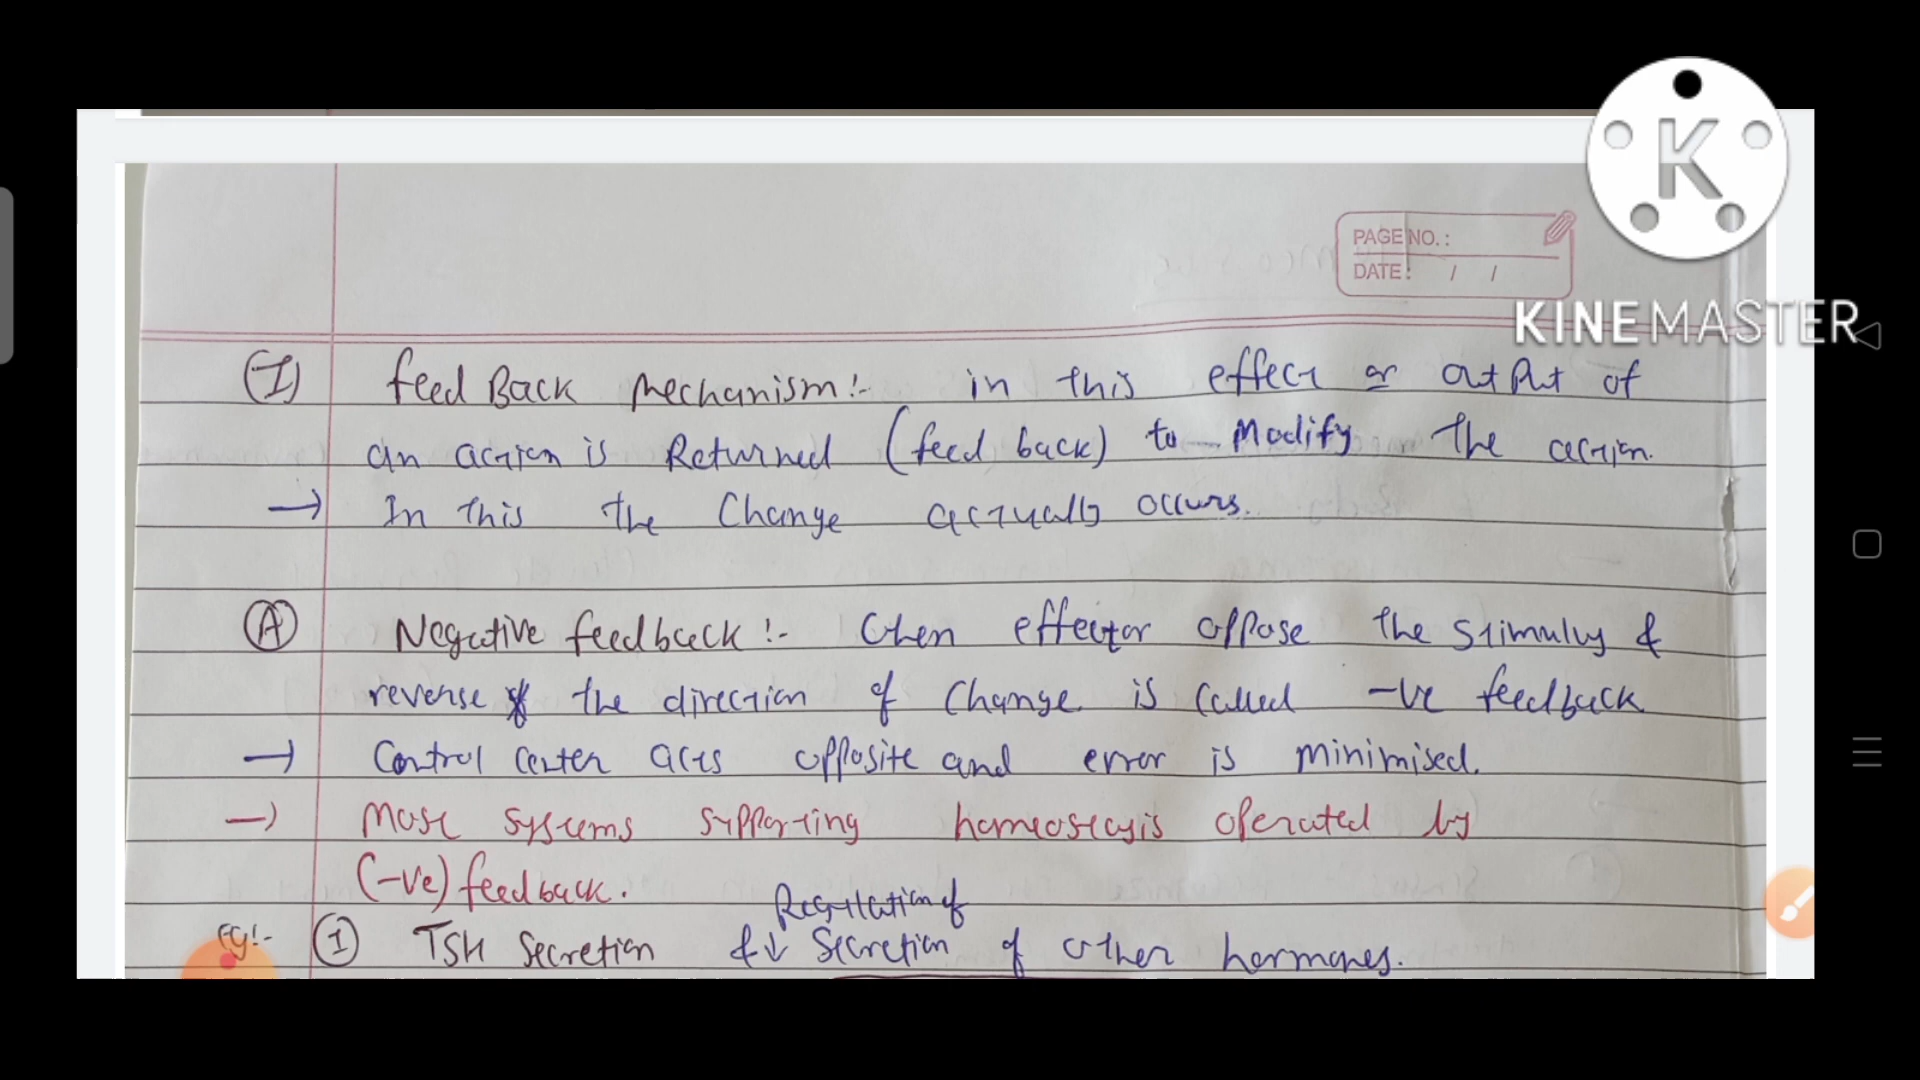 K
KINEMASTER
PAGE NO. :
DATE : / /
(I) feed Back mechanism :- in this effect or output of
an action is Returned (feed back) to Modify the action.
→ In this the Change actually occurs.
(A) Negative feedback :- When effector oppose the stimulus &
reverse the direction of Change is Called -ve feedback
→ Control center acts opposite and error is minimised.
→ Most systems supporting homeostasis operated by
(-ve) feedback.
Regulation of
Eg:- (I) TSH secretion & ↓ Secretion of other hormones.